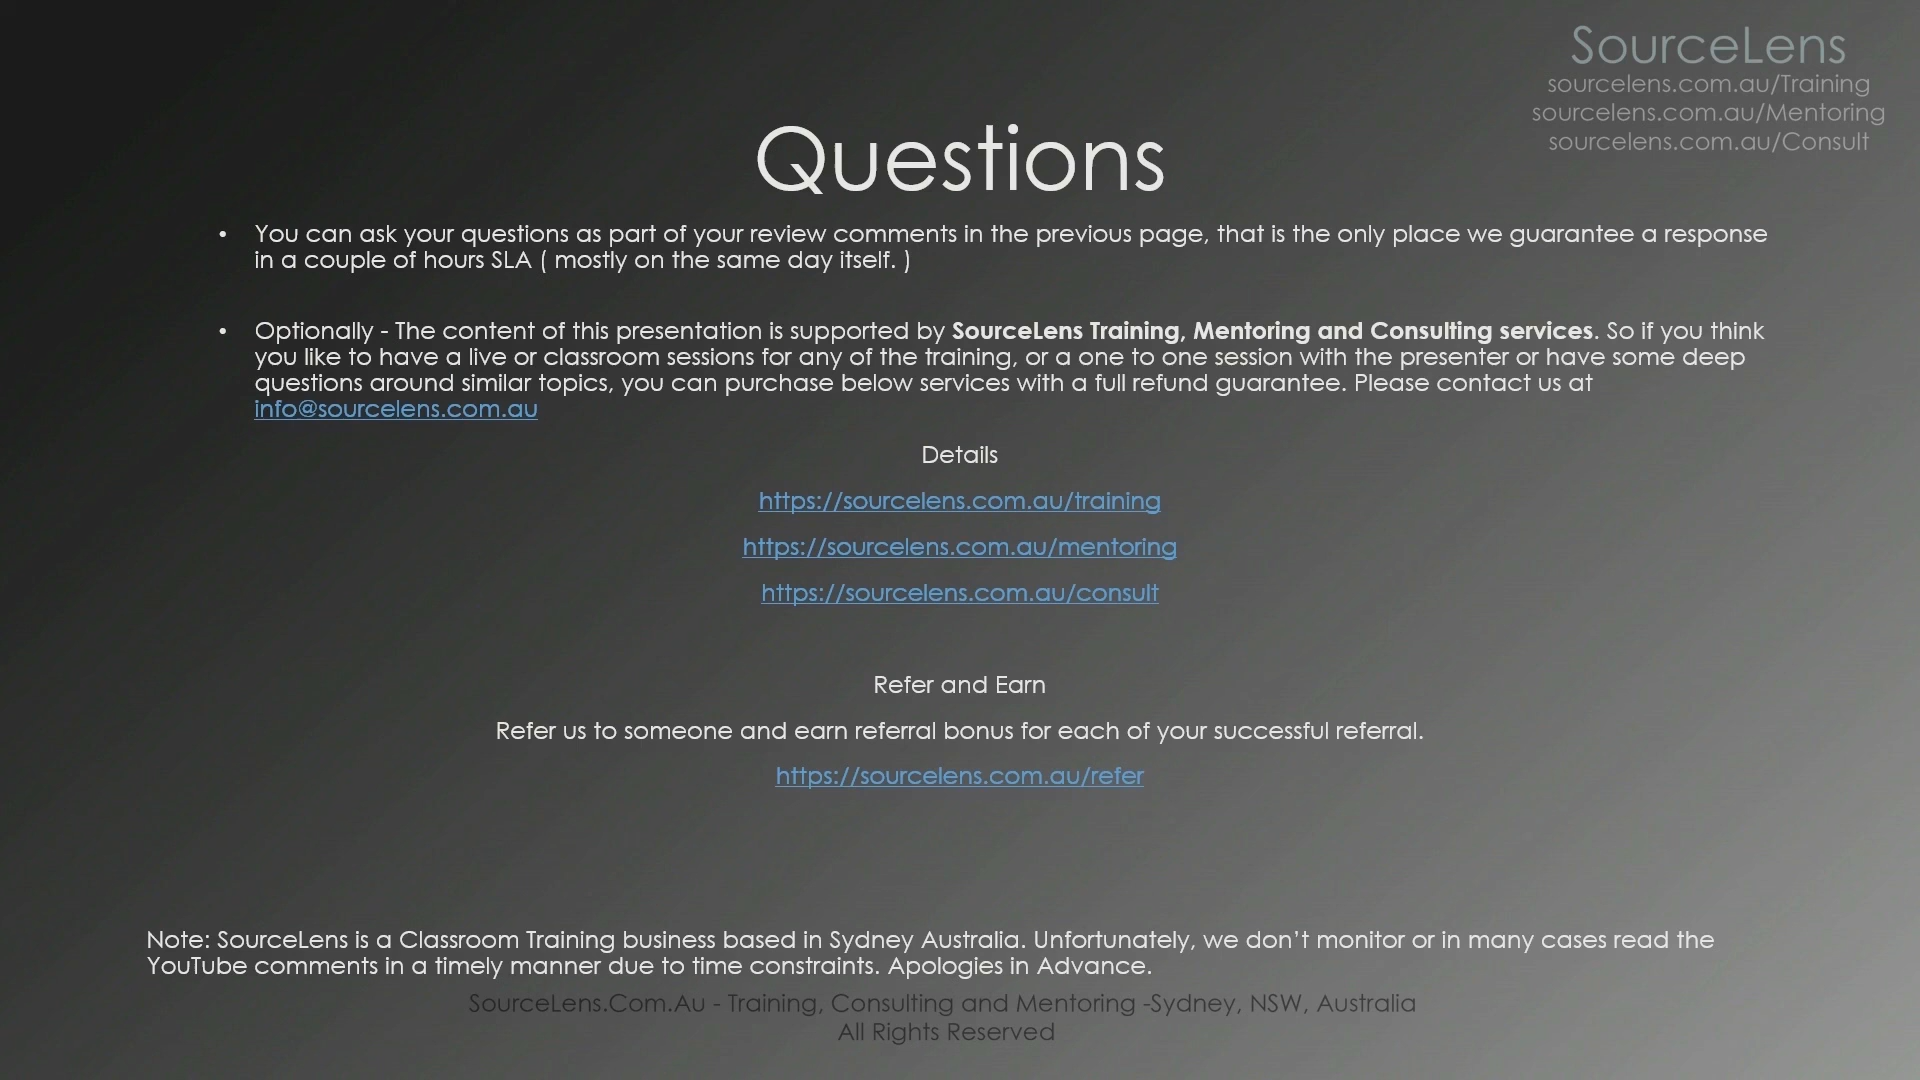 SourceLens
sourcelens.com.au/Training
sourcelens.com.au/Mentoring
sourcelens.com.au/Consult
Questions
• You can ask your questions as part of your review comments in the previous page, that is the only place we guarantee a response
in a couple of hours SLA ( mostly on the same day itself. )
• Optionally - The content of this presentation is supported by SourceLens Training, Mentoring and Consulting services. So if you think
you like to have a live or classroom sessions for any of the training, or a one to one session with the presenter or have some deep
questions around similar topics, you can purchase below services with a full refund guarantee. Please contact us at
info@sourcelens.com.au
Details
https://sourcelens.com.au/training
https://sourcelens.com.au/mentoring
https://sourcelens.com.au/consult
Refer and Earn
Refer us to someone and earn referral bonus for each of your successful referral.
https://sourcelens.com.au/refer
Note: SourceLens is a Classroom Training business based in Sydney Australia. Unfortunately, we don’t monitor or in many cases read the
YouTube comments in a timely manner due to time constraints. Apologies in Advance.
SourceLens.Com.Au - Training, Consulting and Mentoring -Sydney, NSW, Australia
All Rights Reserved